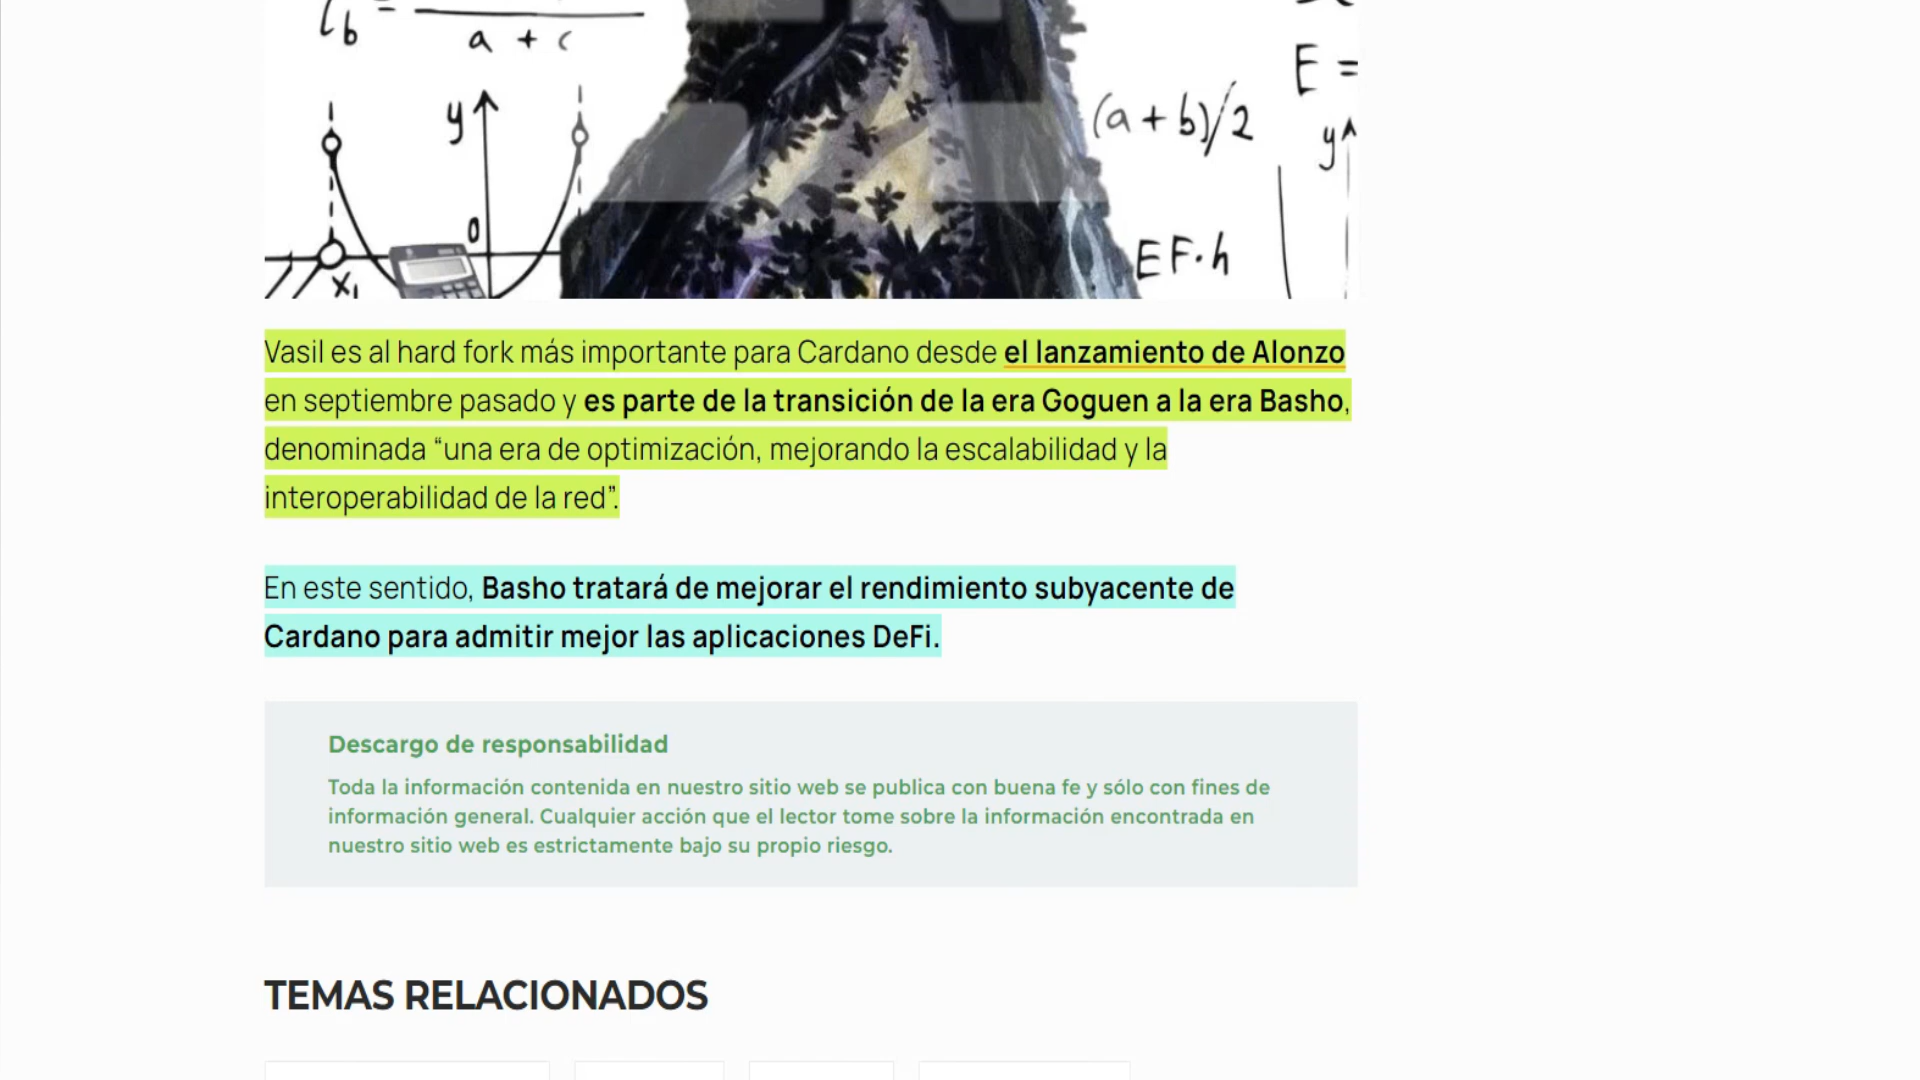 a + c
y
E =
(a + b)/2
y
0
EF·h
x₁
Vasil es al hard fork más importante para Cardano desde el lanzamiento de Alonzo
en septiembre pasado y es parte de la transición de la era Goguen a la era Basho,
denominada “una era de optimización, mejorando la escalabilidad y la
interoperabilidad de la red”.
En este sentido, Basho tratará de mejorar el rendimiento subyacente de
Cardano para admitir mejor las aplicaciones DeFi.
Descargo de responsabilidad
Toda la información contenida en nuestro sitio web se publica con buena fe y sólo con fines de
información general. Cualquier acción que el lector tome sobre la información encontrada en
nuestro sitio web es estrictamente bajo su propio riesgo.
TEMAS RELACIONADOS